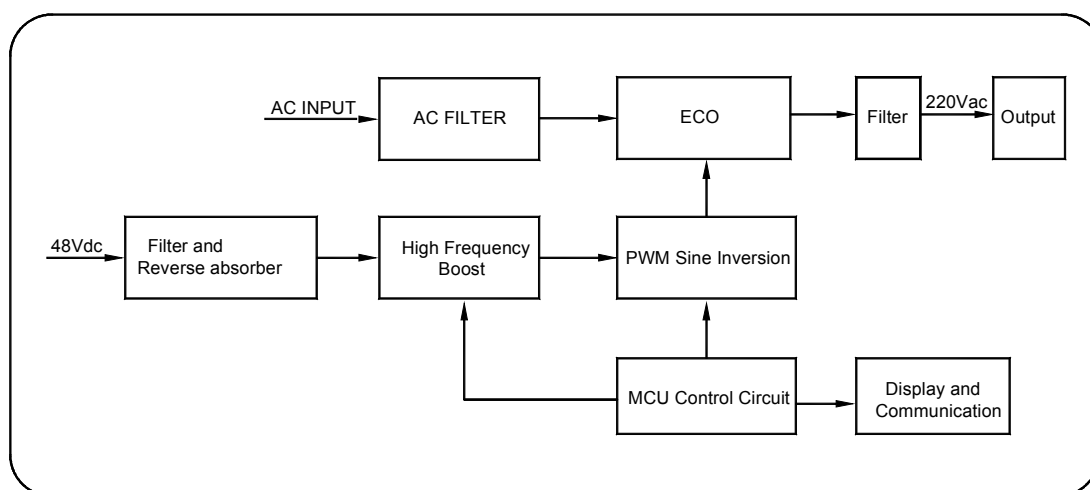 AC INPUT
AC FILTER
ECO
Filter
220Vac
Output
48Vdc
Filter and
Reverse absorber
High Frequency
Boost
PWM Sine Inversion
MCU Control Circuit
Display and
Communication